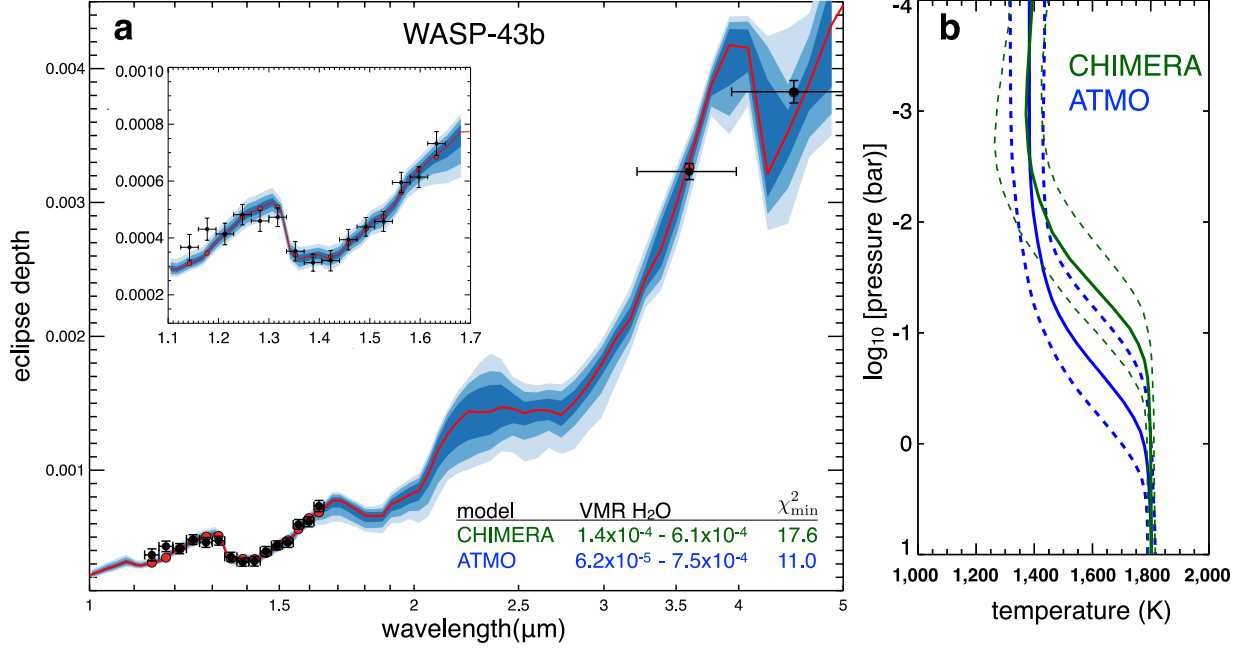 a
WASP-43b
eclipse depth
0.004
0.003
0.002
0.001
0.0010
0.0008
0.0006
0.0004
0.0002
1.1 1.2 1.3 1.4 1.5 1.6 1.7
model VMR H₂O χ²min
CHIMERA 1.4x10⁻⁴ - 6.1x10⁻⁴ 17.6
ATMO 6.2x10⁻⁵ - 7.5x10⁻⁴ 11.0
1 1.5 2 2.5 3 3.5 4 5
wavelength(μm)
b
CHIMERA
ATMO
log₁₀ [pressure (bar)]
-4
-3
-2
-1
0
1
1,000 1,200 1,400 1,600 1,800 2,000
temperature (K)